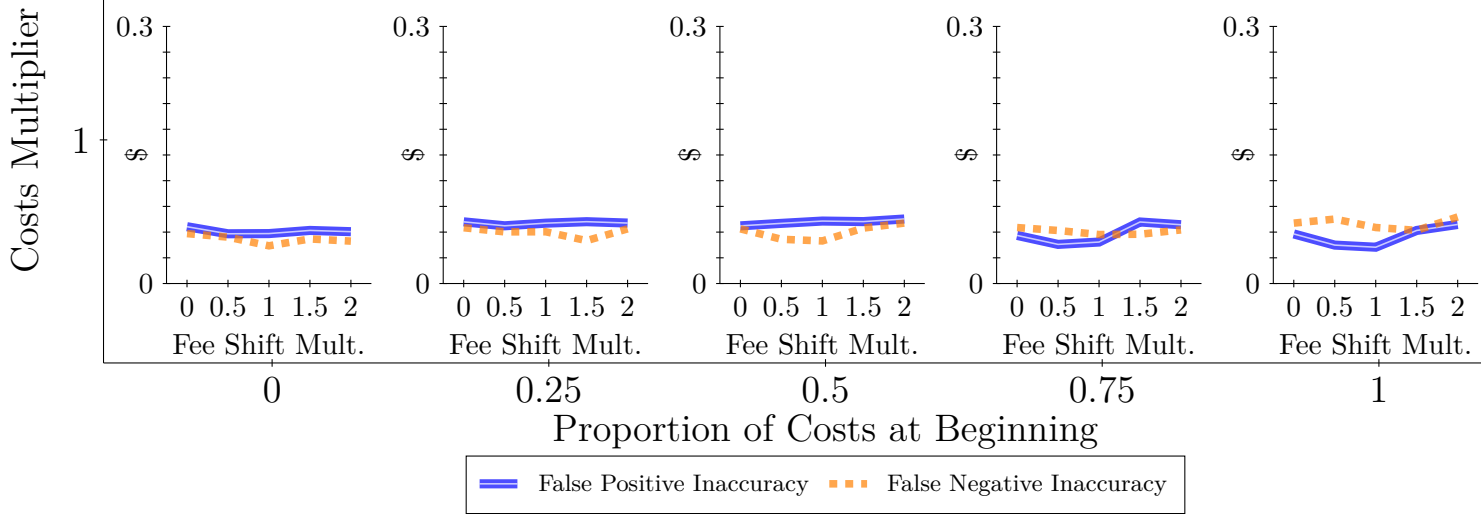 Costs Multiplier
1
0.3
$
0
0 0.5 1 1.5 2
Fee Shift Mult.
0.3
$
0
0 0.5 1 1.5 2
Fee Shift Mult.
0.3
$
0
0 0.5 1 1.5 2
Fee Shift Mult.
0.3
$
0
0 0.5 1 1.5 2
Fee Shift Mult.
0.3
$
0
0 0.5 1 1.5 2
Fee Shift Mult.
0 0.25 0.5 0.75 1
Proportion of Costs at Beginning
False Positive Inaccuracy False Negative Inaccuracy